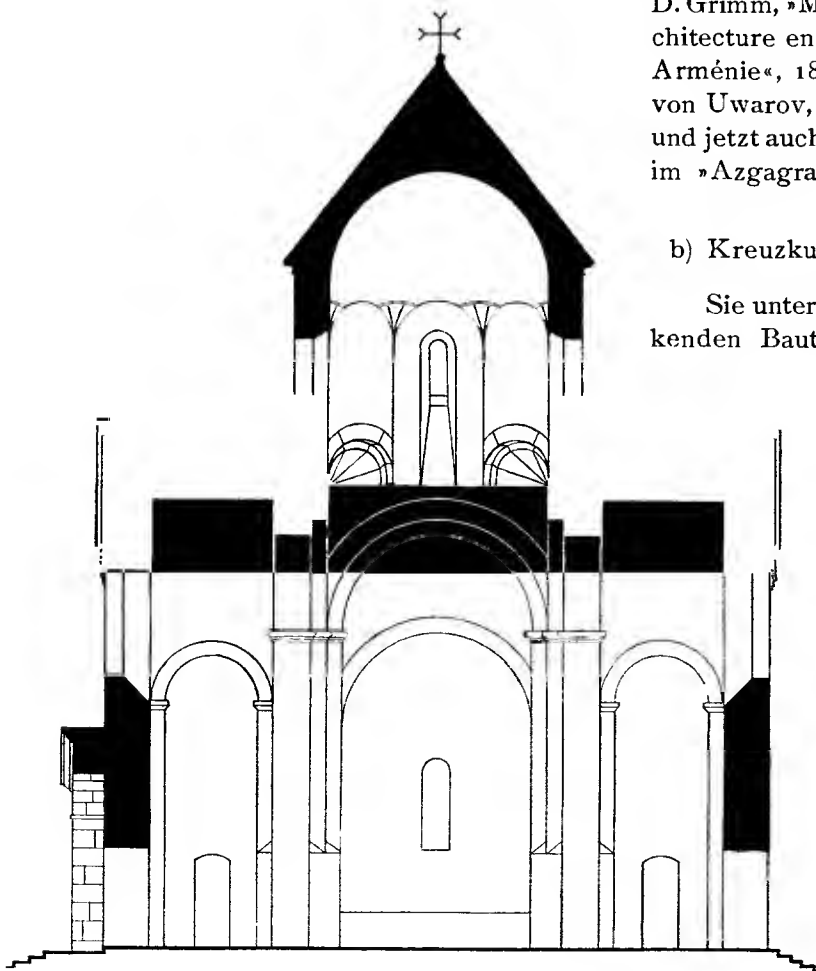 D. Grimm, »M
chitecture en
Arménie«, 18
von Uwarov,
und jetzt auch
im »Azgagra
b) Kreuzku
Sie unter
kenden Baut